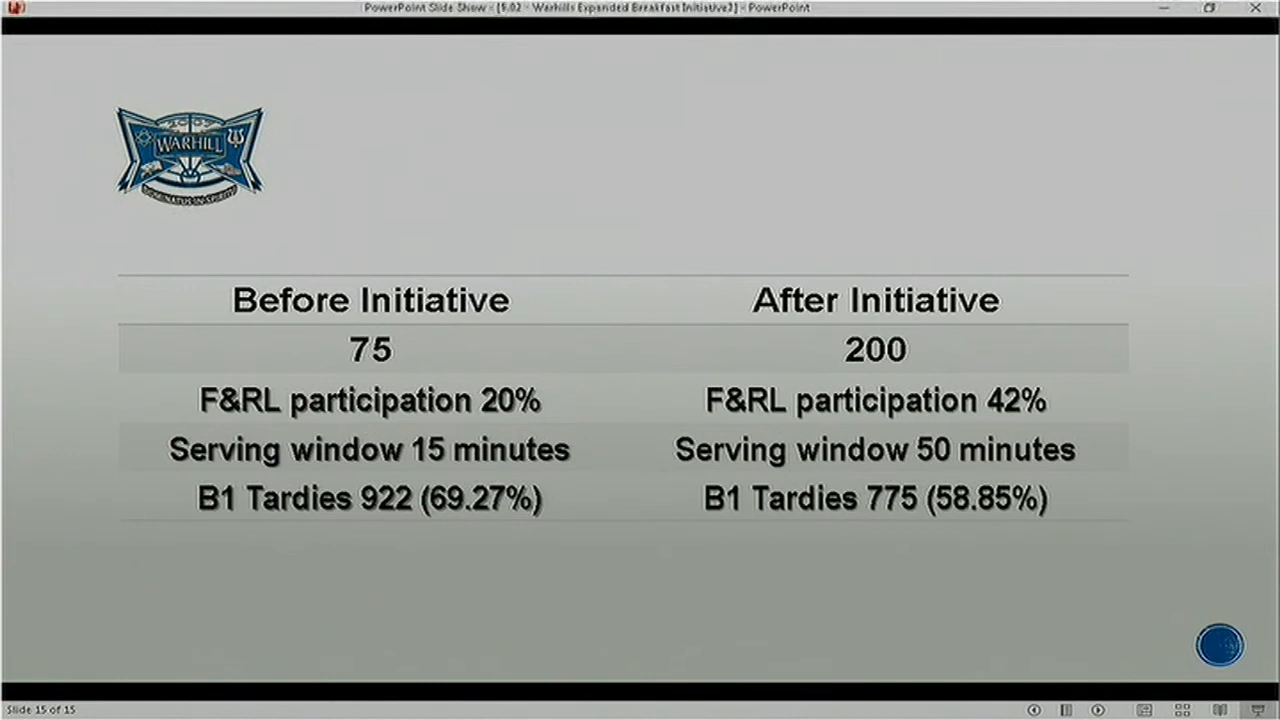 PowerPoint Slide Show - [5.02 - Warhills Expanded Breakfast Initiative2] - PowerPoint
WARHILL
Before Initiative After Initiative
75 200
F&RL participation 20% F&RL participation 42%
Serving window 15 minutes Serving window 50 minutes
B1 Tardies 922 (69.27%) B1 Tardies 775 (58.85%)
Slide 15 of 15